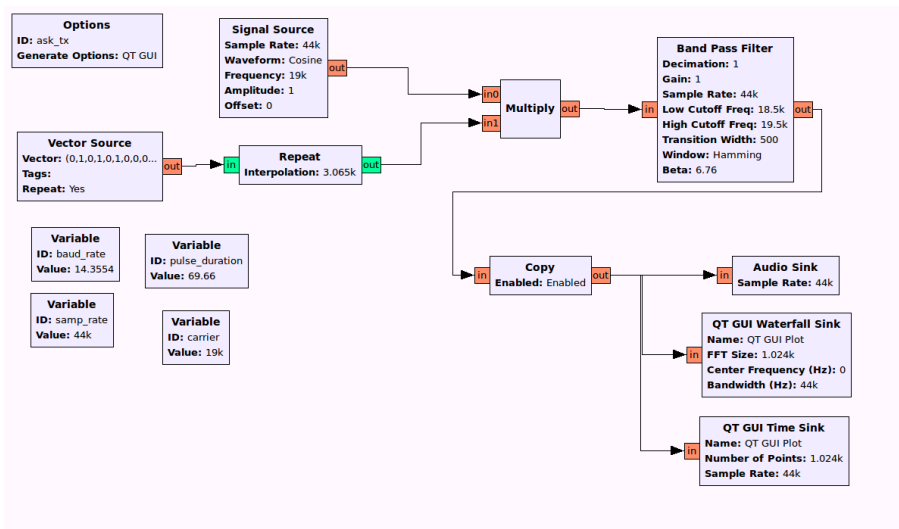 Options
ID: ask_tx
Generate Options: QT GUI
Signal Source
Sample Rate: 44k
Waveform: Cosine
Frequency: 19k
Amplitude: 1
Offset: 0
out
in0
in1
Multiply
out
Band Pass Filter
Decimation: 1
Gain: 1
Sample Rate: 44k
Low Cutoff Freq: 18.5k
High Cutoff Freq: 19.5k
Transition Width: 500
Window: Hamming
Beta: 6.76
in
out
Vector Source
Vector: (0,1,0,1,0,1,0,0,0...
Tags:
Repeat: Yes
out
in
Repeat
Interpolation: 3.065k
out
Variable
ID: baud_rate
Value: 14.3554
Variable
ID: pulse_duration
Value: 69.66
Variable
ID: samp_rate
Value: 44k
Variable
ID: carrier
Value: 19k
in
Copy
Enabled: Enabled
out
in
Audio Sink
Sample Rate: 44k
in
QT GUI Waterfall Sink
Name: QT GUI Plot
FFT Size: 1.024k
Center Frequency (Hz): 0
Bandwidth (Hz): 44k
in
QT GUI Time Sink
Name: QT GUI Plot
Number of Points: 1.024k
Sample Rate: 44k